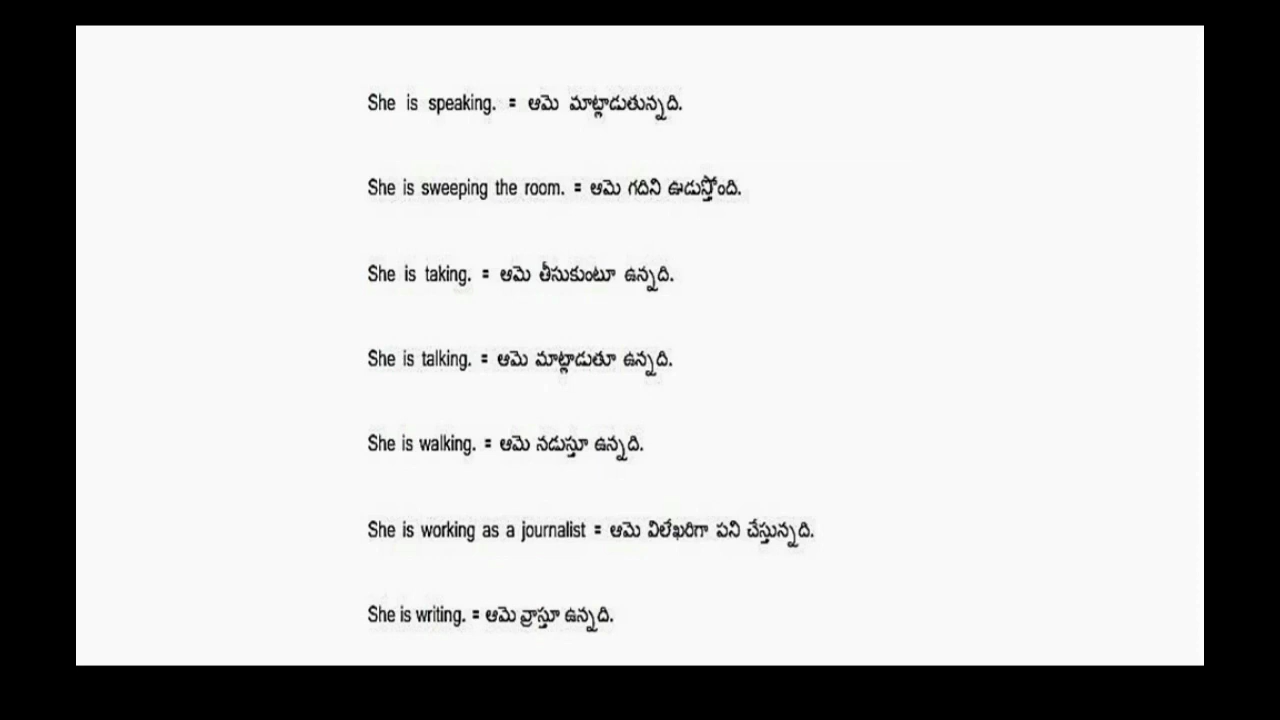 She is speaking. = ఆమె మాట్లాడుతున్నది.
She is sweeping the room. = ఆమె గదిని ఊడుస్తోంది.
She is taking. = ఆమె తీసుకుంటూ ఉన్నది.
She is talking. = ఆమె మాట్లాడుతూ ఉన్నది.
She is walking. = ఆమె నడుస్తూ ఉన్నది.
She is working as a journalist = ఆమె విలేఖరిగా పని చేస్తున్నది.
She is writing. = ఆమె వ్రాస్తూ ఉన్నది.